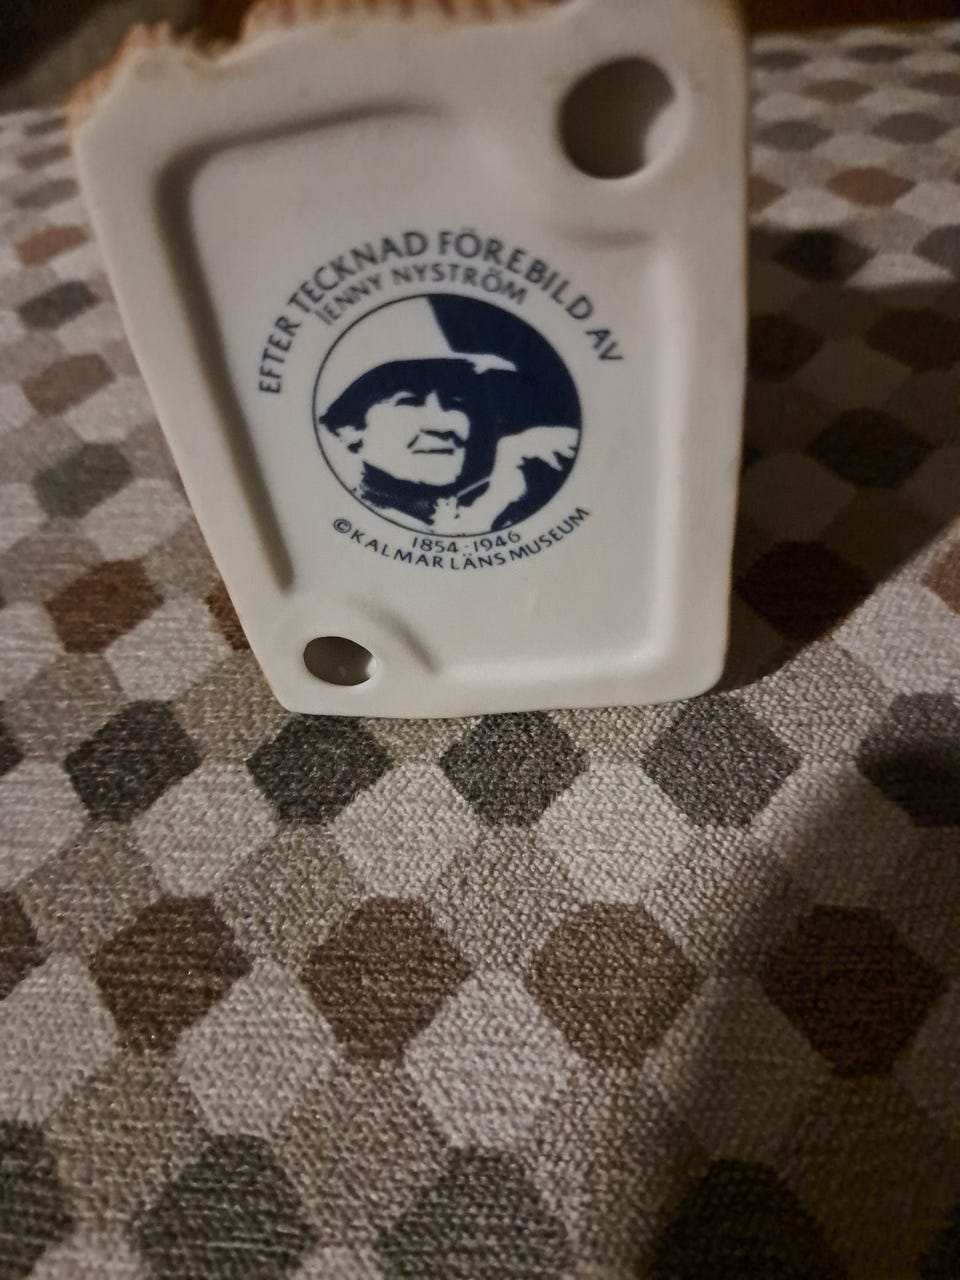 EFTER TECKNAD FÖREBILD AV
JENNY NYSTRÖM
1854-1946
©KALMAR LÄNS MUSEUM